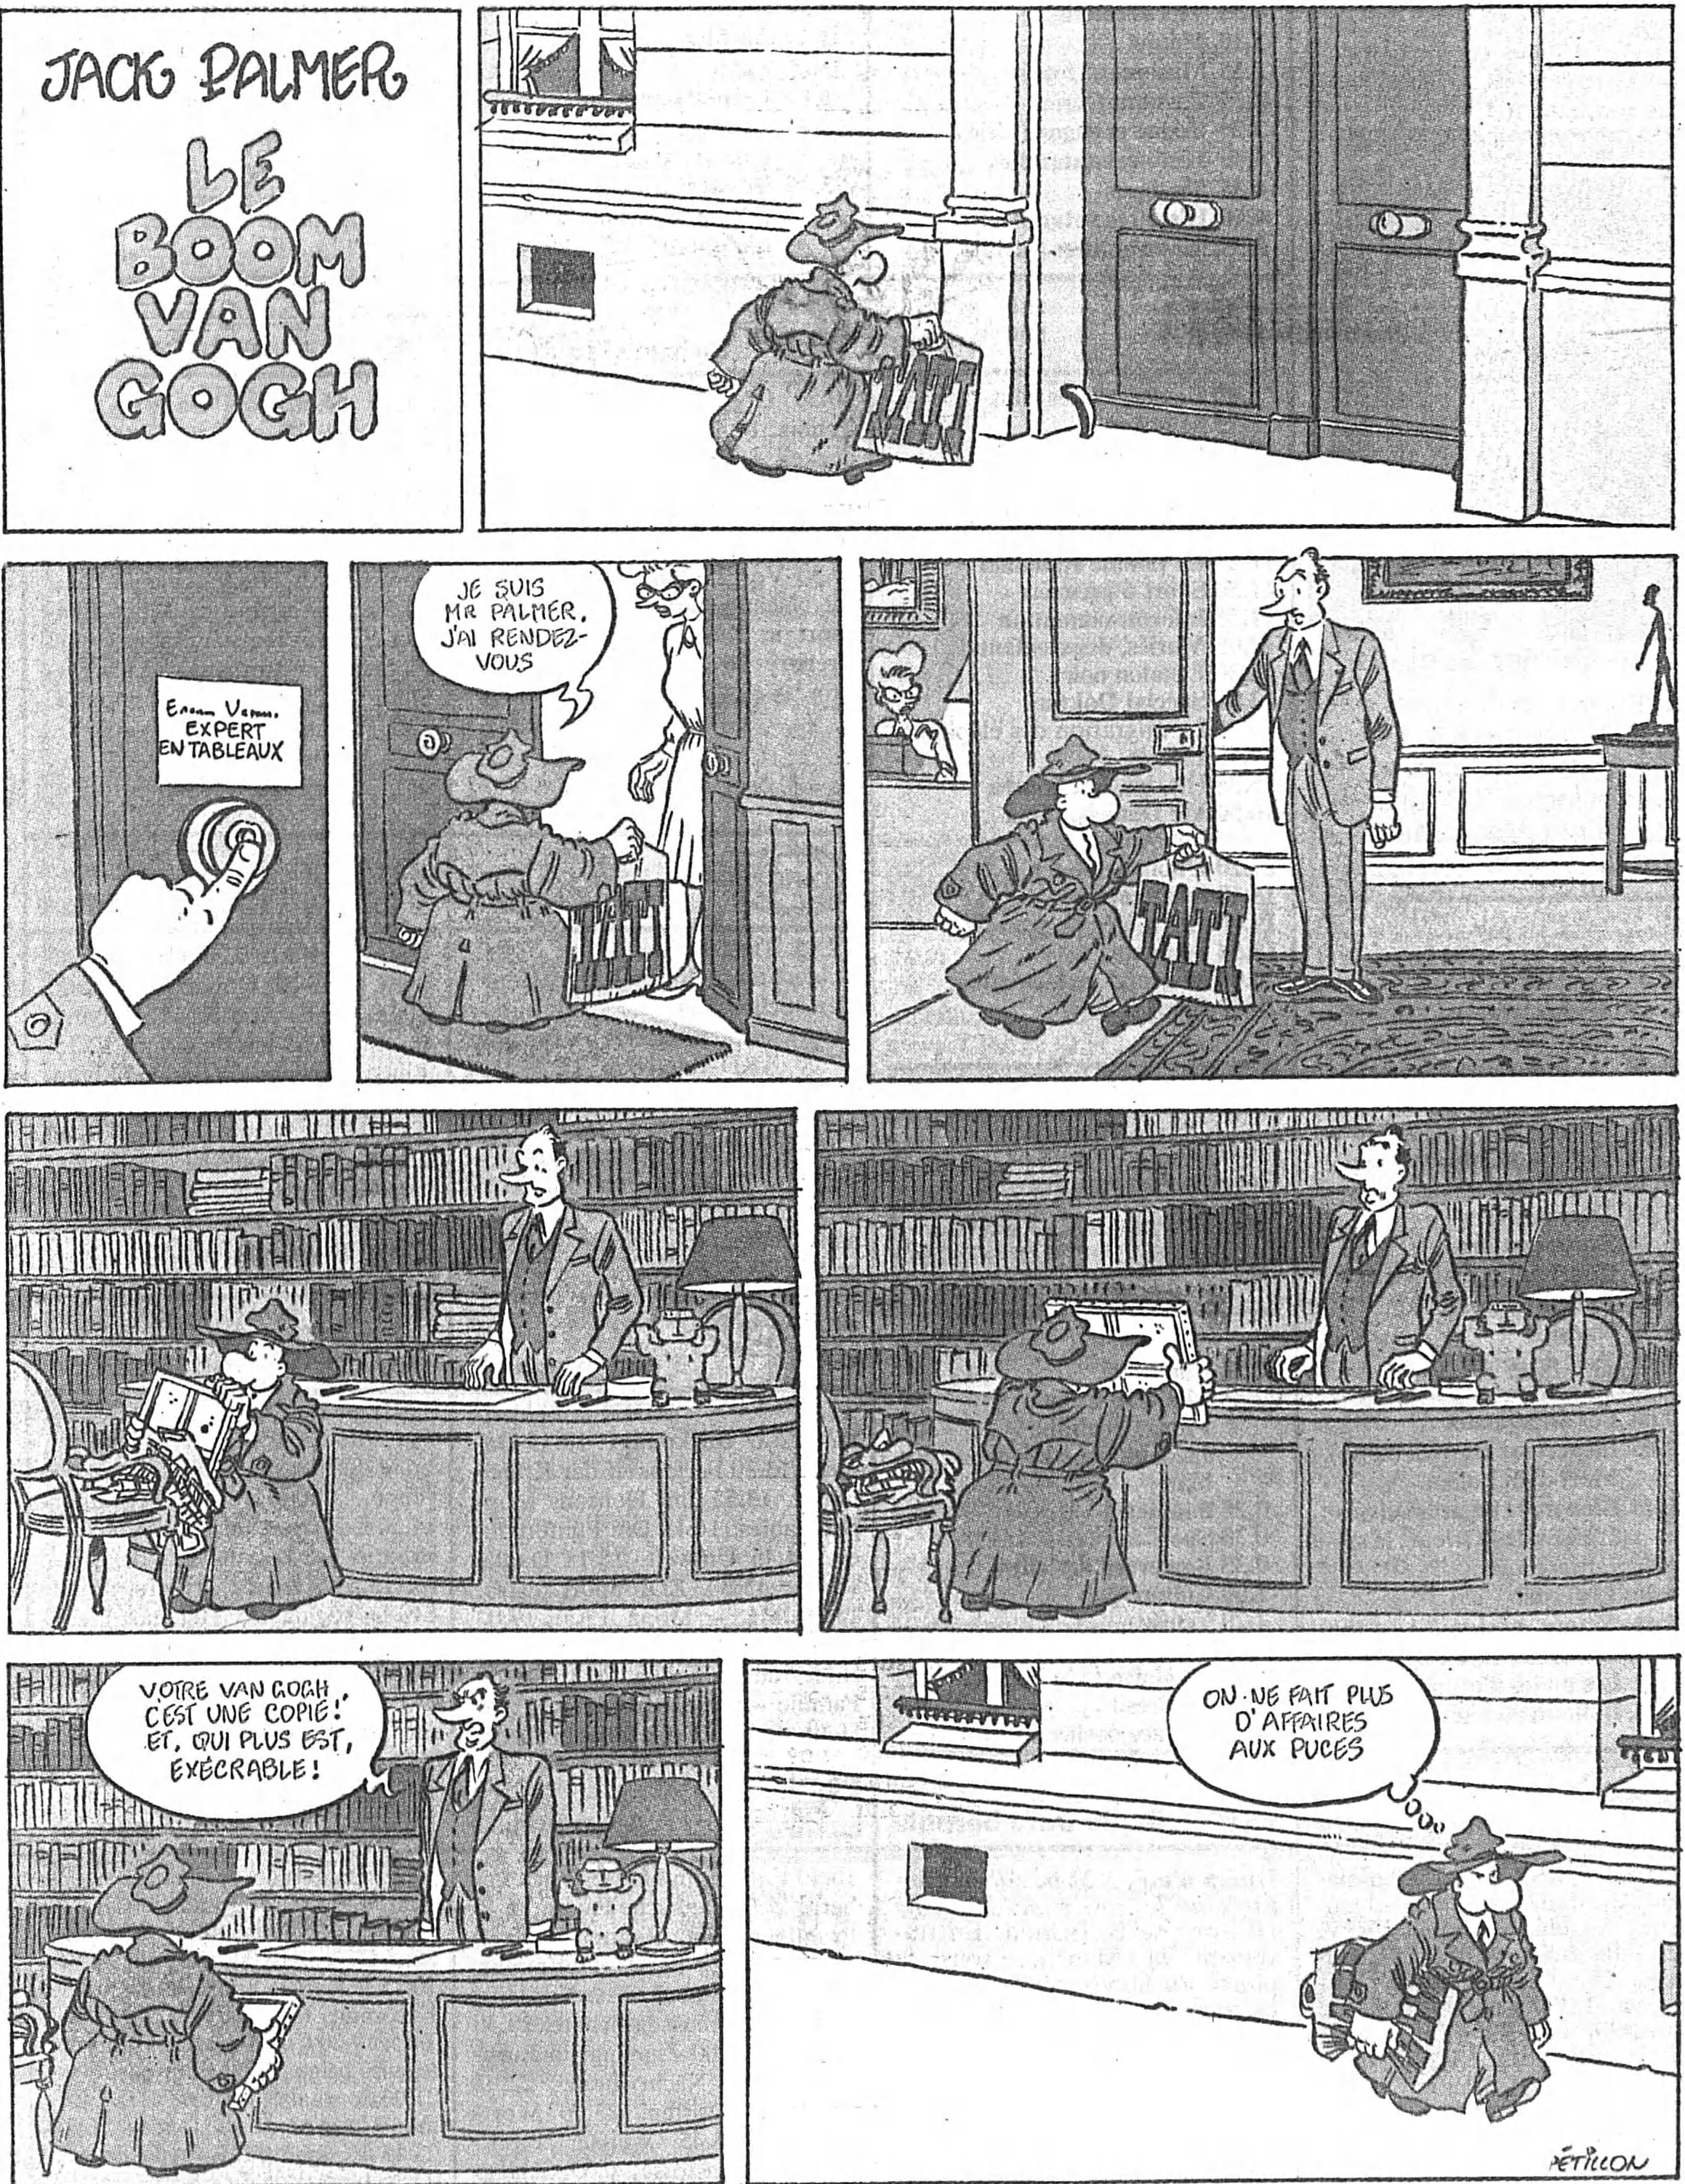 JACK PALMER
LE
BOOM
VAN
GOGH
TATI
EXPERT
EN TABLEAUX
JE SUIS
MR PALMER.
J'AI RENDEZ-
VOUS
TATI
TATI
VOTRE VAN GOGH,
C'EST UNE COPIE!
ET, QUI PLUS EST,
EXÉCRABLE!
ON NE FAIT PLUS
D'AFFAIRES
AUX PUCES
PÉTILLON